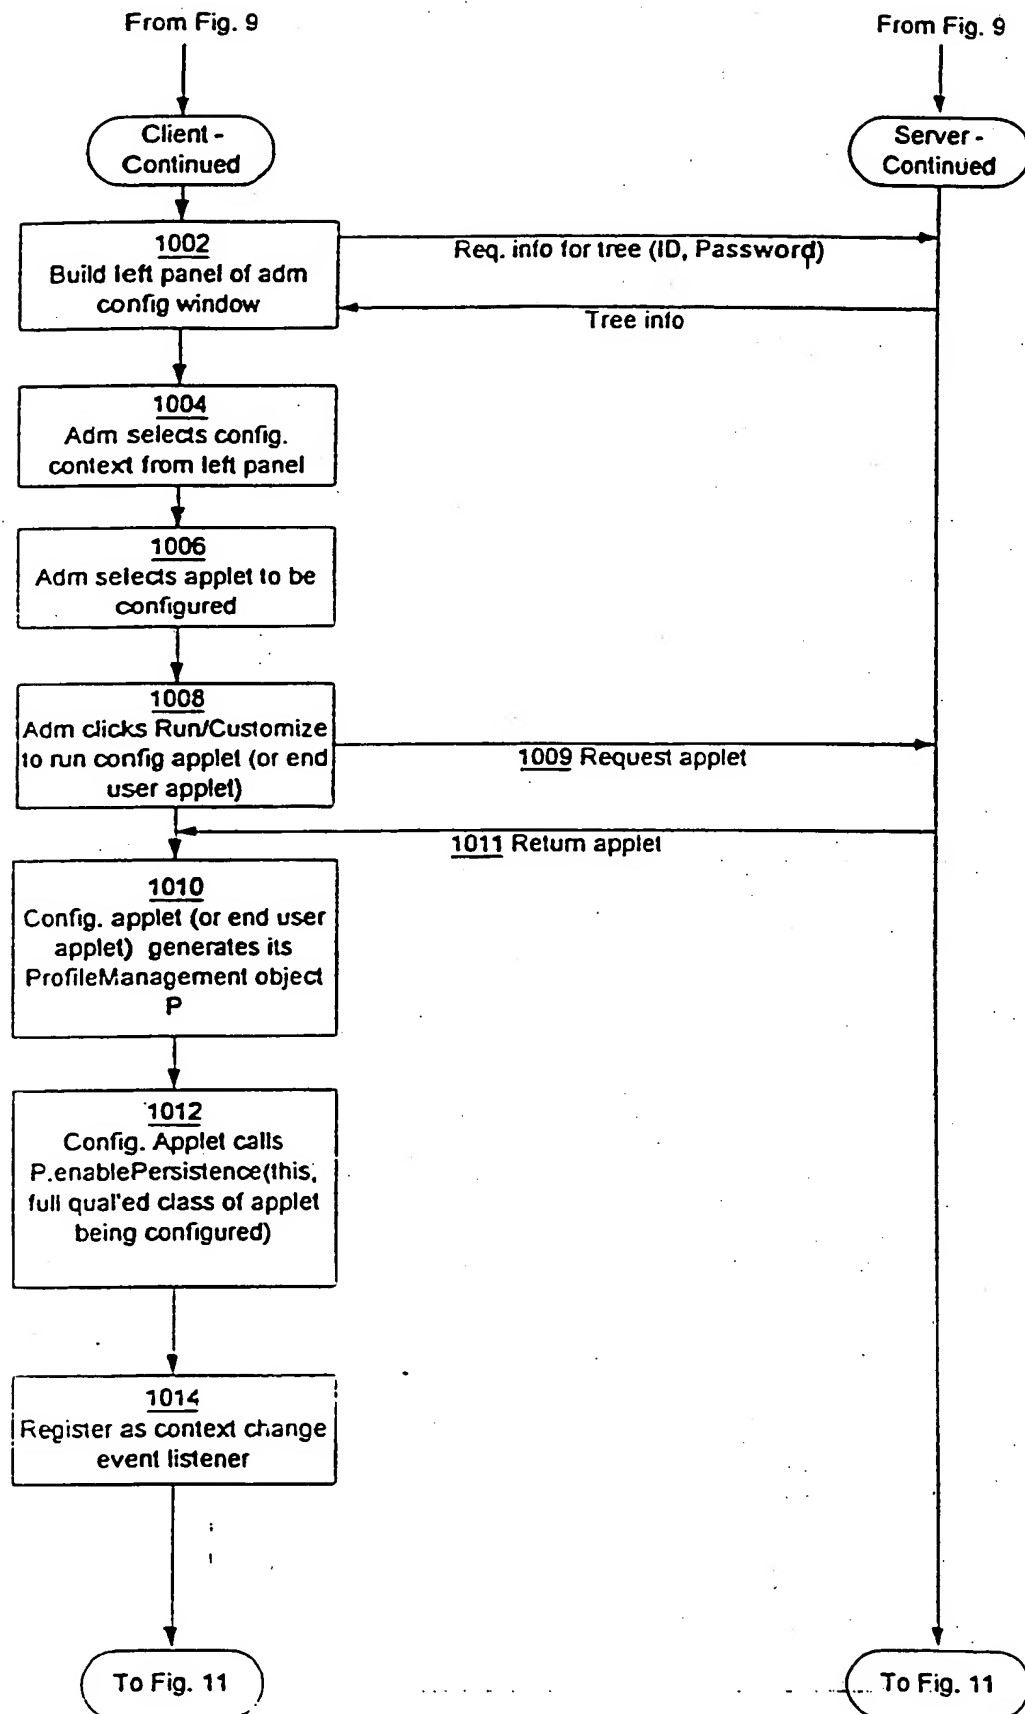 From Fig. 9
From Fig. 9
Client -
Continued
Server -
Continued
1002
Build left panel of adm
config window
Req. info for tree (ID, Password)
Tree info
1004
Adm selects config.
context from left panel
1006
Adm selects applet to be
configured
1008
Adm clicks Run/Customize
to run config applet (or end
user applet)
1009 Request applet
1011 Return applet
1010
Config. applet (or end user
applet) generates its
ProfileManagement object
P
1012
Config. Applet calls
P.enablePersistence(this,
full qual'ed class of applet
being configured)
1014
Register as context change
event listener
To Fig. 11
To Fig. 11